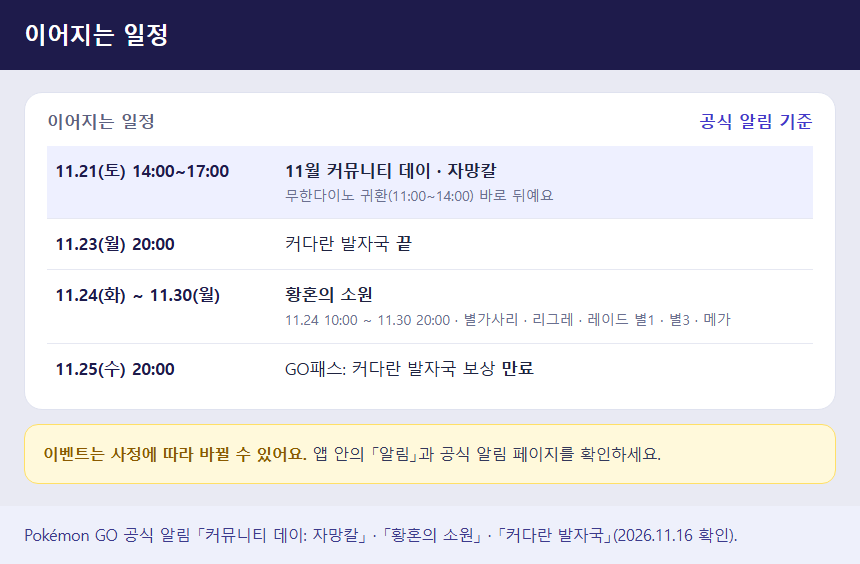 이어지는 일정
이어지는 일정
공식 알림 기준
11.21(토) 14:00~17:00
11월 커뮤니티 데이 · 자망칼
무한다이노 귀환(11:00~14:00) 바로 뒤예요
11.23(월) 20:00
커다란 발자국 끝
11.24(화) ~ 11.30(월)
황혼의 소원
11.24 10:00 ~ 11.30 20:00 · 별가사리 · 리그레 · 레이드 별1 · 별3 · 메가
11.25(수) 20:00
GO패스: 커다란 발자국 보상 만료
이벤트는 사정에 따라 바뀔 수 있어요. 앱 안의 「알림」과 공식 알림 페이지를 확인하세요.
Pokémon GO 공식 알림 「커뮤니티 데이: 자망칼」 · 「황혼의 소원」 · 「커다란 발자국」(2026.11.16 확인).